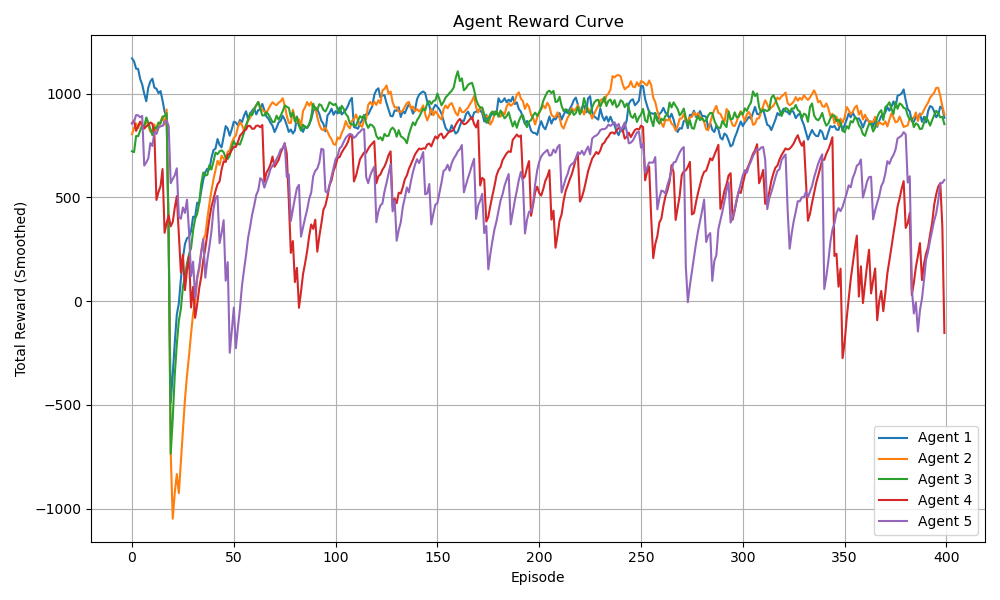 Agent Reward Curve
Total Reward (Smoothed)
1000
500
0
−500
−1000
0 50 100 150 200 250 300 350 400
Episode
Agent 1
Agent 2
Agent 3
Agent 4
Agent 5